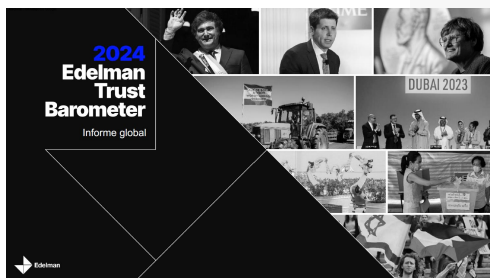 2024
Edelman
Trust
Barometer
Informe global
DUBAI 2023
Edelman